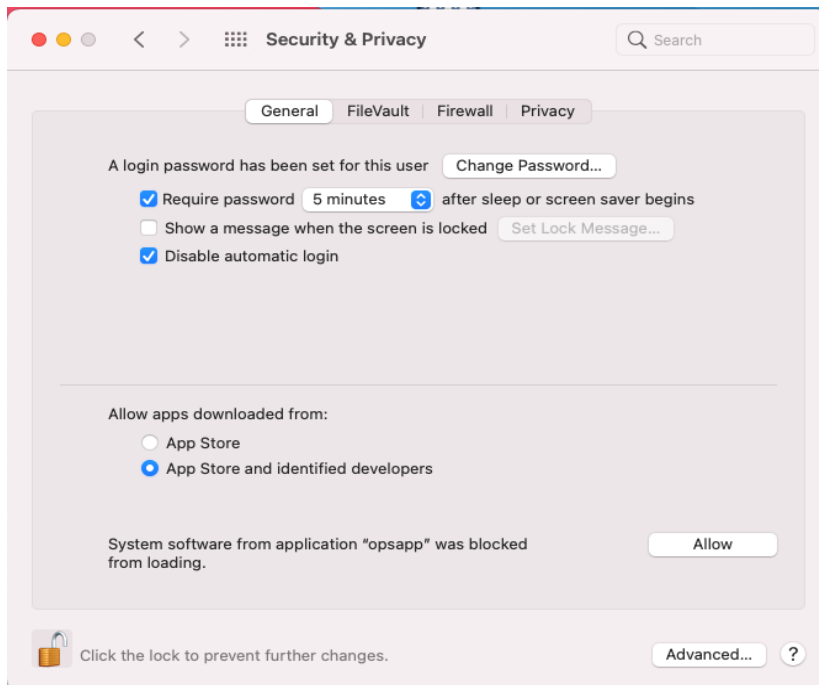 Security & Privacy
Search
General FileVault Firewall Privacy
A login password has been set for this user Change Password...
Require password 5 minutes after sleep or screen saver begins
Show a message when the screen is locked Set Lock Message...
Disable automatic login
Allow apps downloaded from:
App Store
App Store and identified developers
System software from application “opsapp” was blocked
from loading.
Allow
Click the lock to prevent further changes.
Advanced... ?